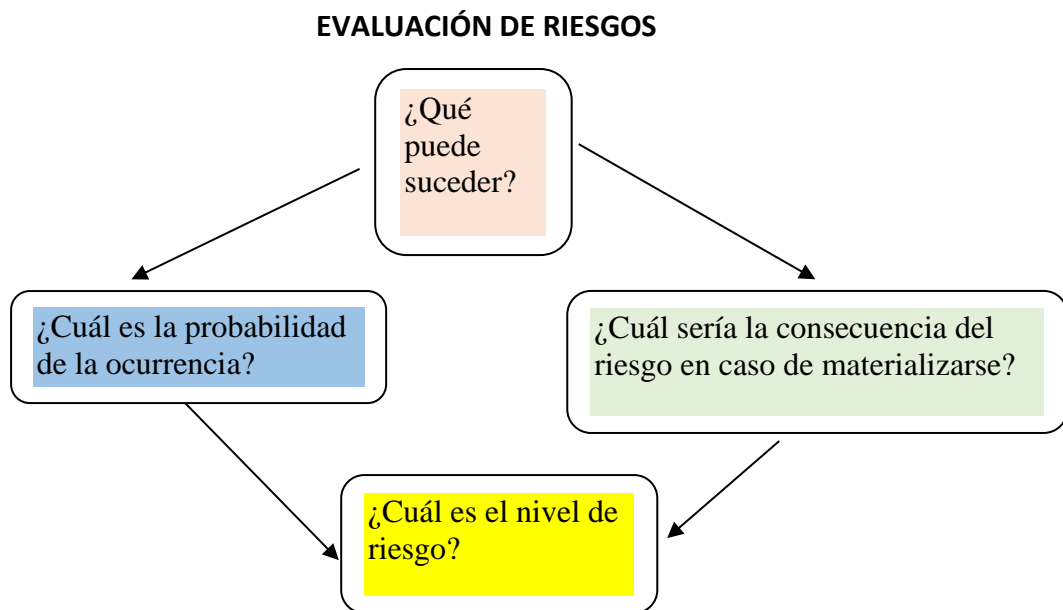 EVALUACIÓN DE RIESGOS
¿Qué
puede
suceder?
¿Cuál es la probabilidad
de la ocurrencia?
¿Cuál sería la consecuencia del
riesgo en caso de materializarse?
¿Cuál es el nivel de
riesgo?